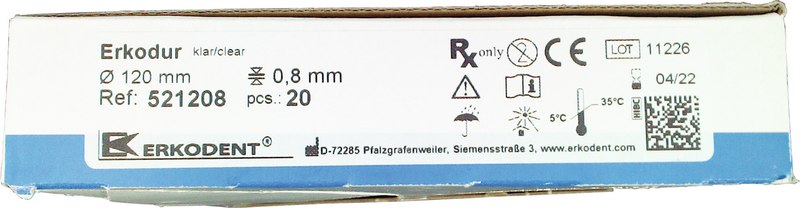 Erkodur klar/clear
Ø 120 mm 0,8 mm
Ref: 521208 pcs.: 20
Rx only 2 CE LOT 11226
i 04/22
5°C 35°C HIBC
ERKODENT®
D-72285 Pfalzgrafenweiler, Siemensstraße 3, www.erkodent.com